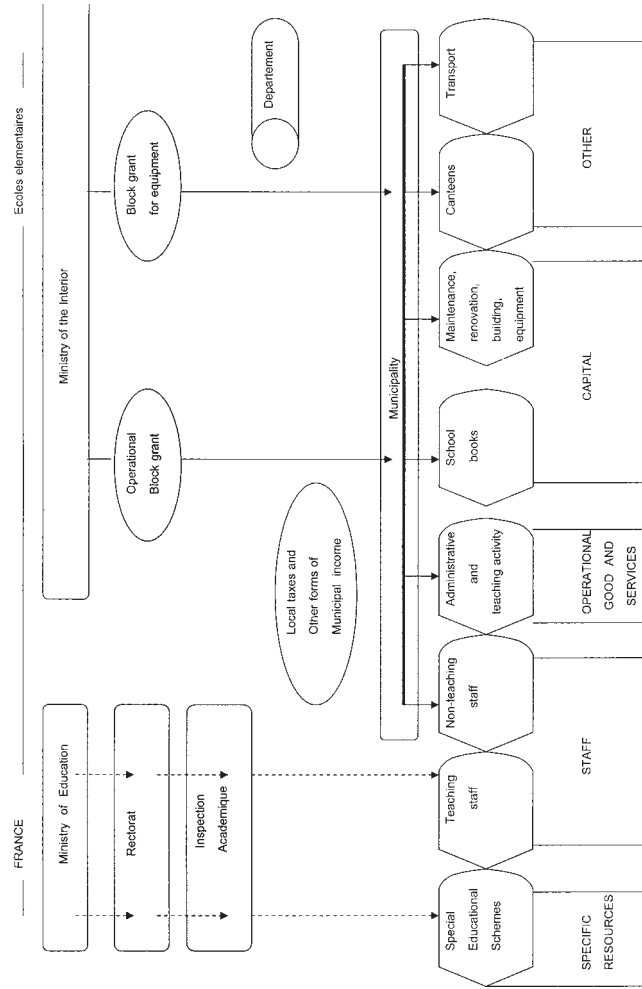 FRANCE
Eccles elementaires
Ministry of Education
Ministry of the Interior
Rectorat
Operational
Block grant
Block grant
for equipment
Inspection
Academique
Local taxes and
Other forms of
Municipal income
Departement
Municipality
Special
Educational
Schemes
Teaching
staff
Non-teaching
staff
Administrative
and
teaching activity
School
books
Maintenance,
renovation,
building,
equipment
Canteens
Transport
SPECIFIC
RESOURCES
STAFF
OPERATIONAL
GOOD AND
SERVICES
CAPITAL
OTHER